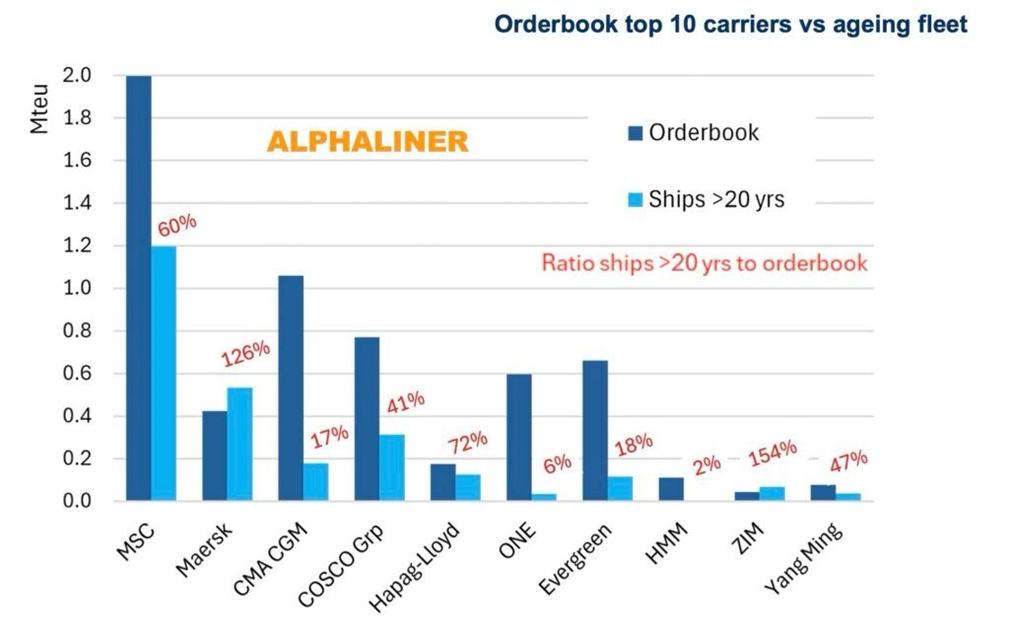 Orderbook top 10 carriers vs ageing fleet
Mteu
2.0
1.8
1.6
1.4
1.2
1.0
0.8
0.6
0.4
0.2
0.0
ALPHALINER
Orderbook
Ships >20 yrs
Ratio ships >20 yrs to orderbook
60%
126%
17%
41%
72%
6%
18%
2%
154%
47%
MSC
Maersk
CMA CGM
COSCO Grp
Hapag-Lloyd
ONE
Evergreen
HMM
ZIM
Yang Ming